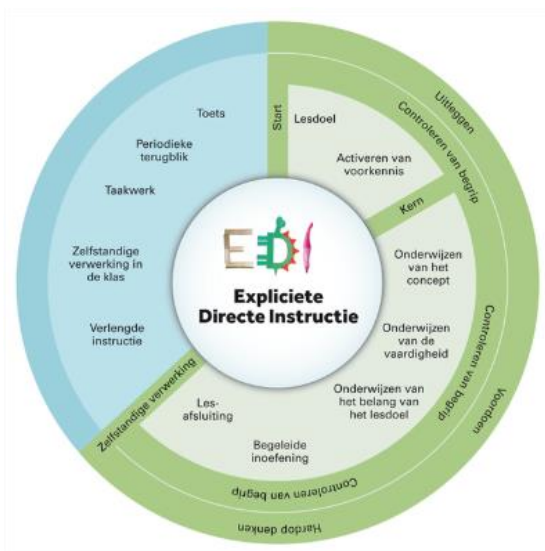 EDI
Expliciete
Directe Instructie
Start
Lesdoel
Activeren van
voorkennis
Kern
Onderwijzen
van het
concept
Onderwijzen
van de
vaardigheid
Onderwijzen van
het belang van
het lesdoel
Begeleide
inoefening
Les-
afsluiting
Zelfstandige verwerking
Verlengde
instructie
Zelfstandige
verwerking in
de klas
Taakwerk
Periodieke
terugblik
Toets
Controleren van begrip
Controleren van begrip
Controleren van begrip
Uitleggen
Voordoen
Hardop denken